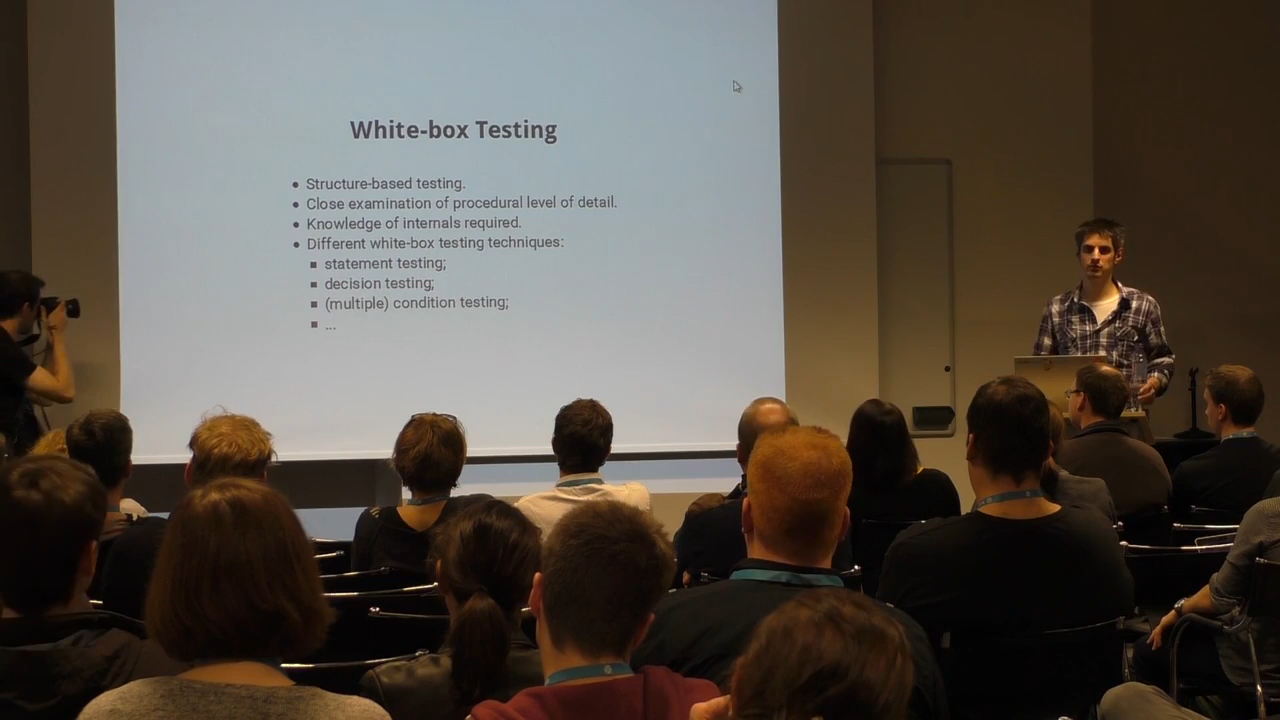 White-box Testing
● Structure-based testing.
● Close examination of procedural level of detail.
● Knowledge of internals required.
● Different white-box testing techniques:
■ statement testing;
■ decision testing;
■ (multiple) condition testing;
■ ...